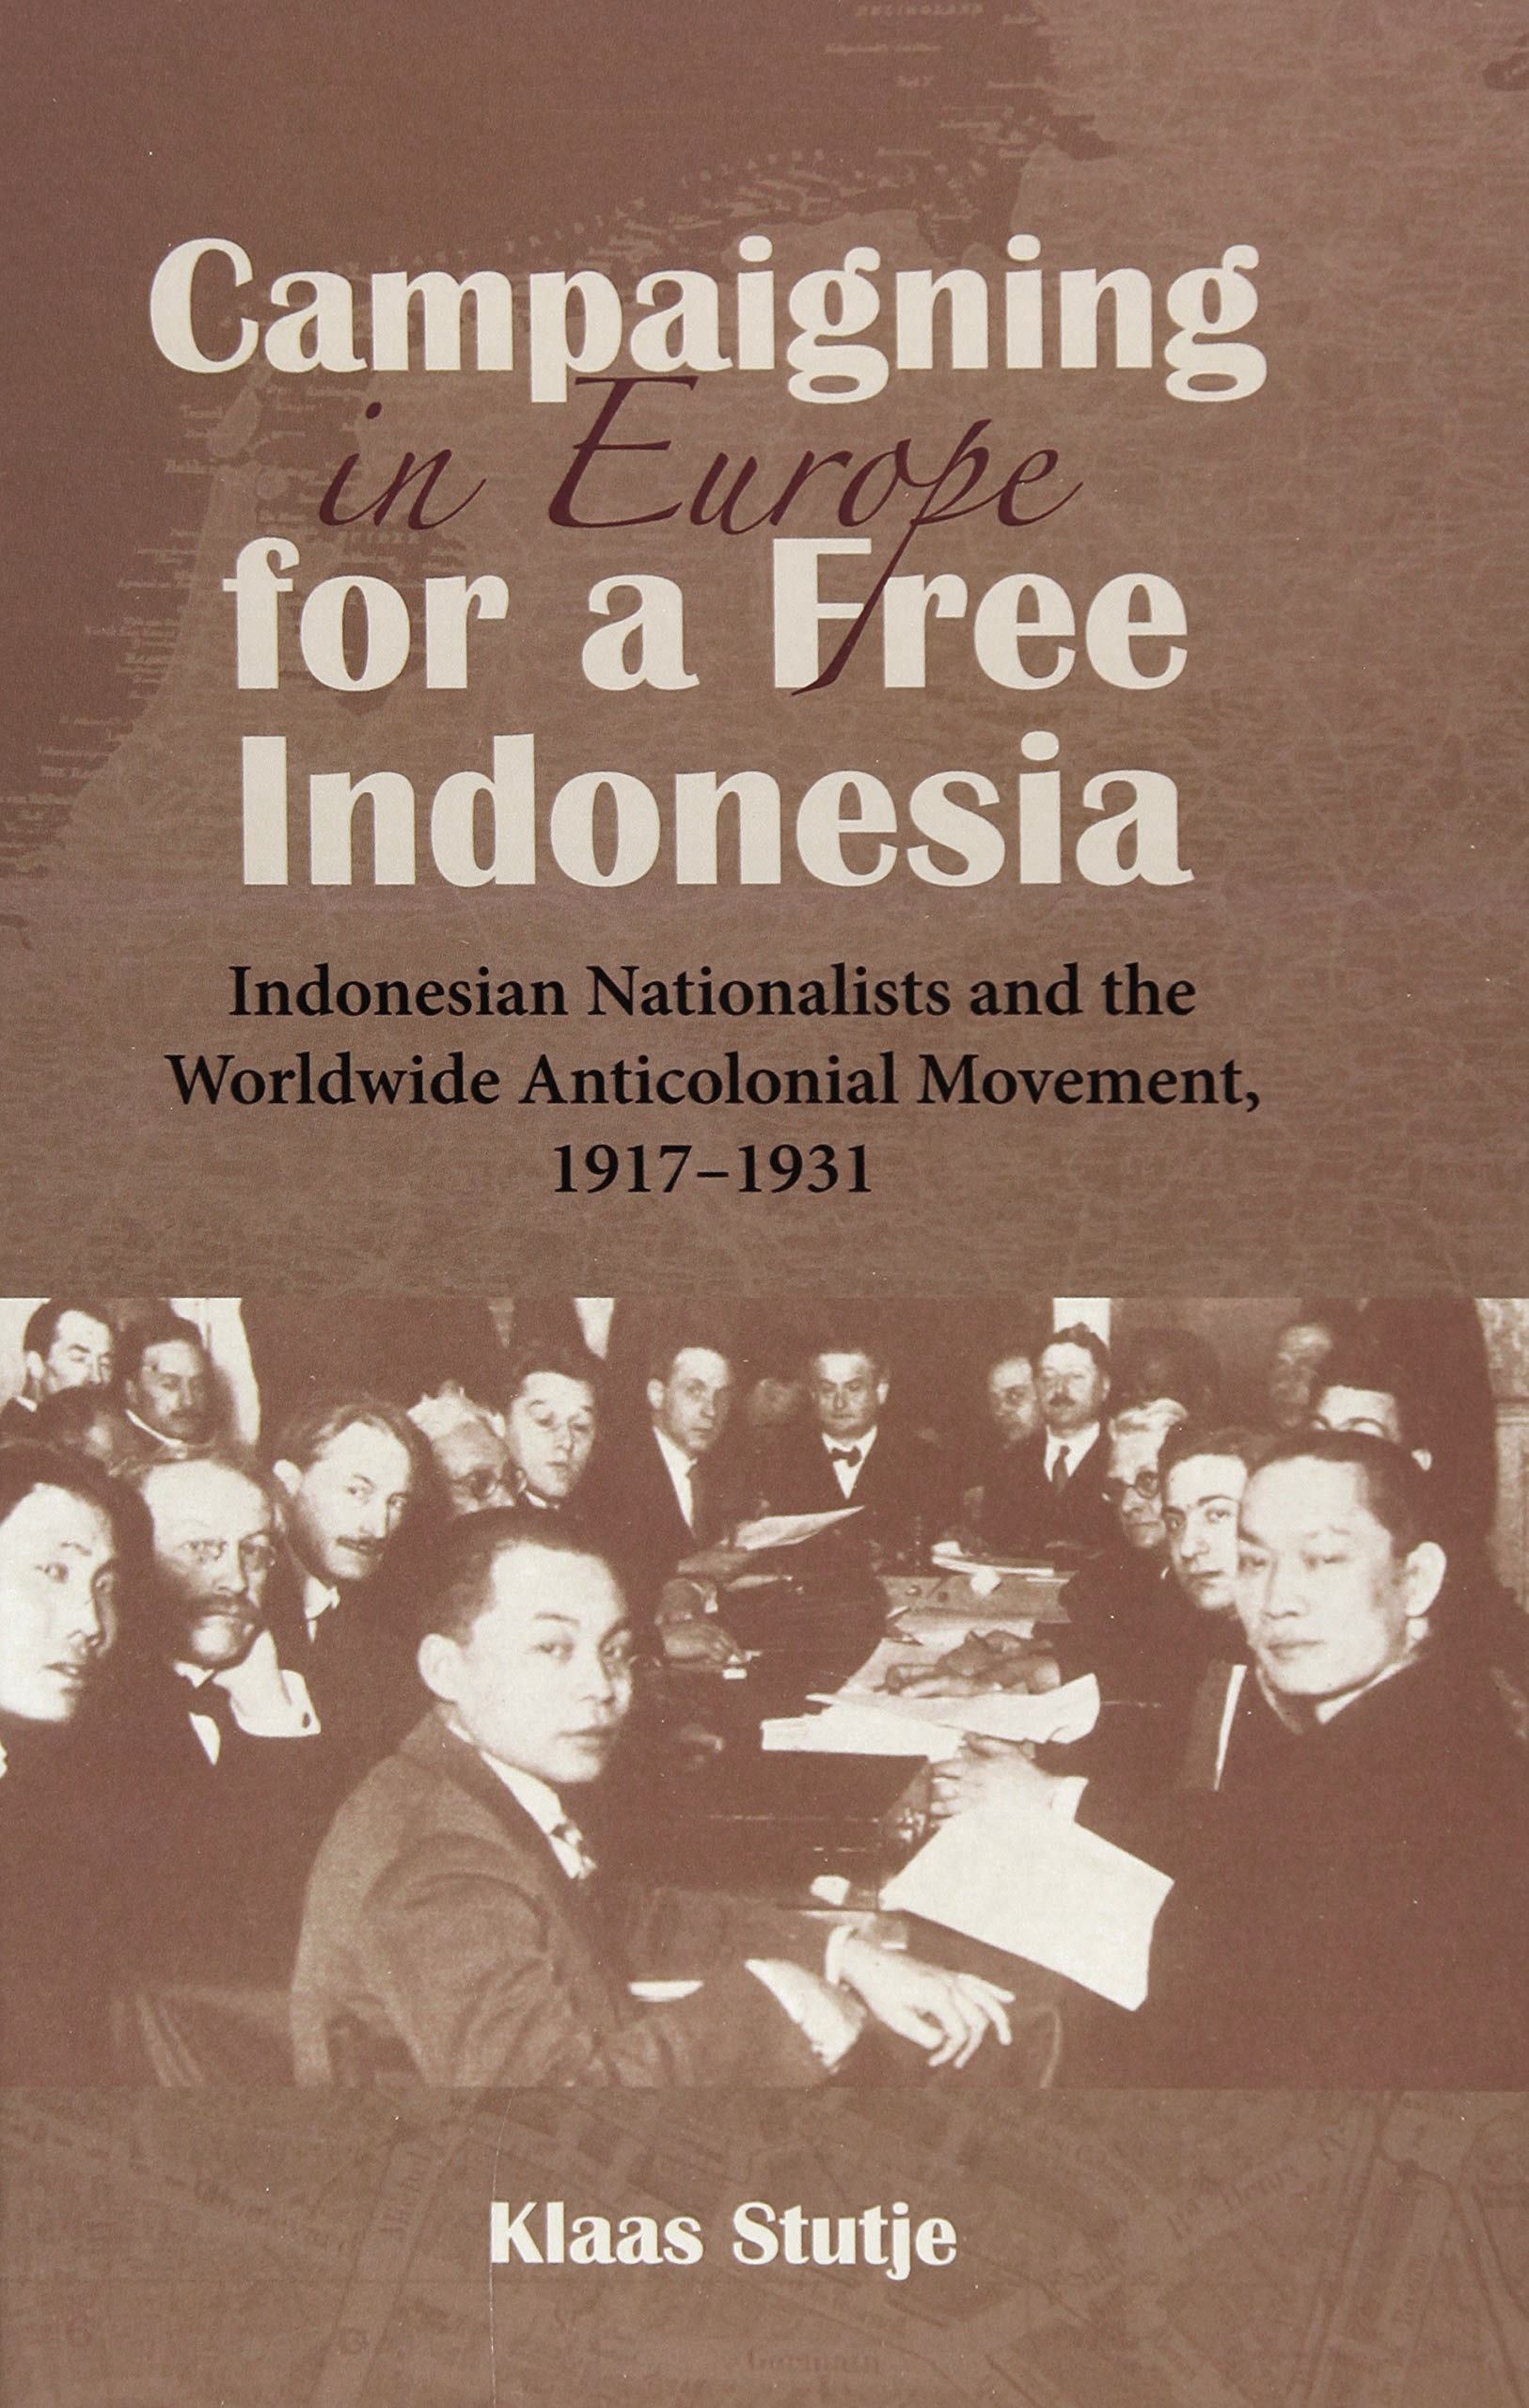 Campaigning
in Europe
for a Free
Indonesia
Indonesian Nationalists and the
Worldwide Anticolonial Movement,
1917–1931
Klaas Stutje